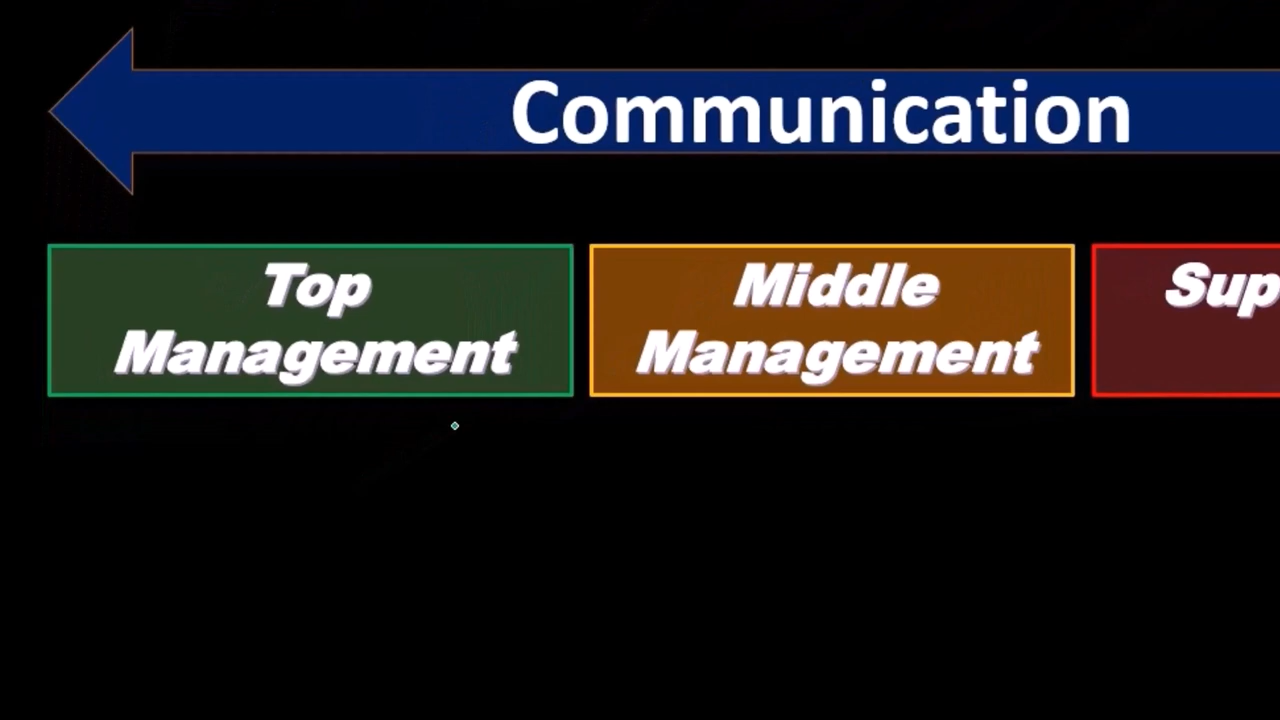 Communication
Top
Management
Middle
Management
Sup